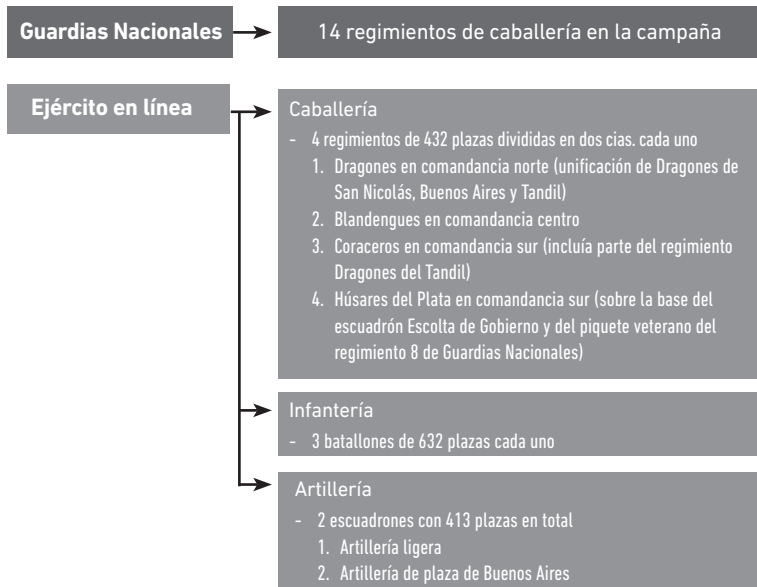 Guardias Nacionales
14 regimientos de caballería en la campaña
Ejército en línea
Caballería
- 4 regimientos de 432 plazas divididas en dos cias. cada uno
1. Dragones en comandancia norte (unificación de Dragones de
San Nicolás, Buenos Aires y Tandil)
2. Blandengues en comandancia centro
3. Coraceros en comandancia sur (incluía parte del regimiento
Dragones del Tandil)
4. Húsares del Plata en comandancia sur (sobre la base del
escuadrón Escolta de Gobierno y del piquete veterano del
regimiento 8 de Guardias Nacionales)
Infantería
- 3 batallones de 632 plazas cada uno
Artillería
- 2 escuadrones con 413 plazas en total
1. Artillería ligera
2. Artillería de plaza de Buenos Aires